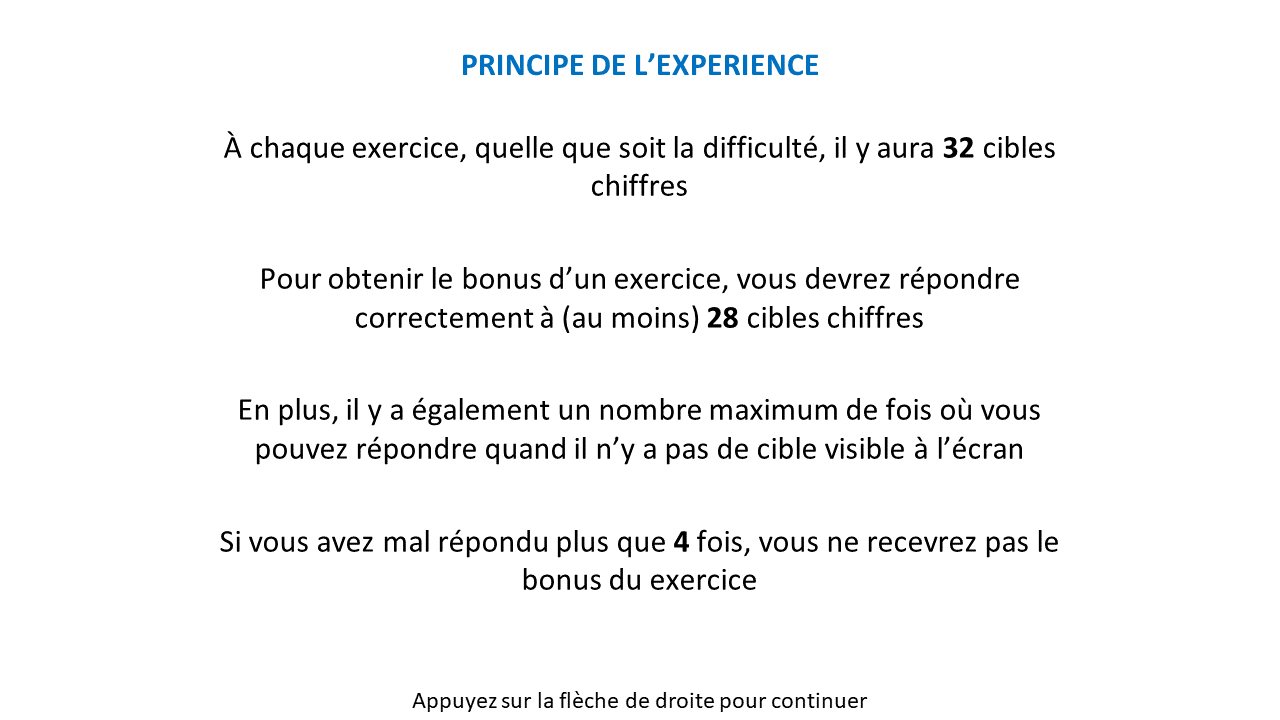 PRINCIPE DE L’EXPERIENCE
À chaque exercice, quelle que soit la difficulté, il y aura 32 cibles
chiffres
Pour obtenir le bonus d’un exercice, vous devrez répondre
correctement à (au moins) 28 cibles chiffres
En plus, il y a également un nombre maximum de fois où vous
pouvez répondre quand il n’y a pas de cible visible à l’écran
Si vous avez mal répondu plus que 4 fois, vous ne recevrez pas le
bonus du exercice
Appuyez sur la flèche de droite pour continuer